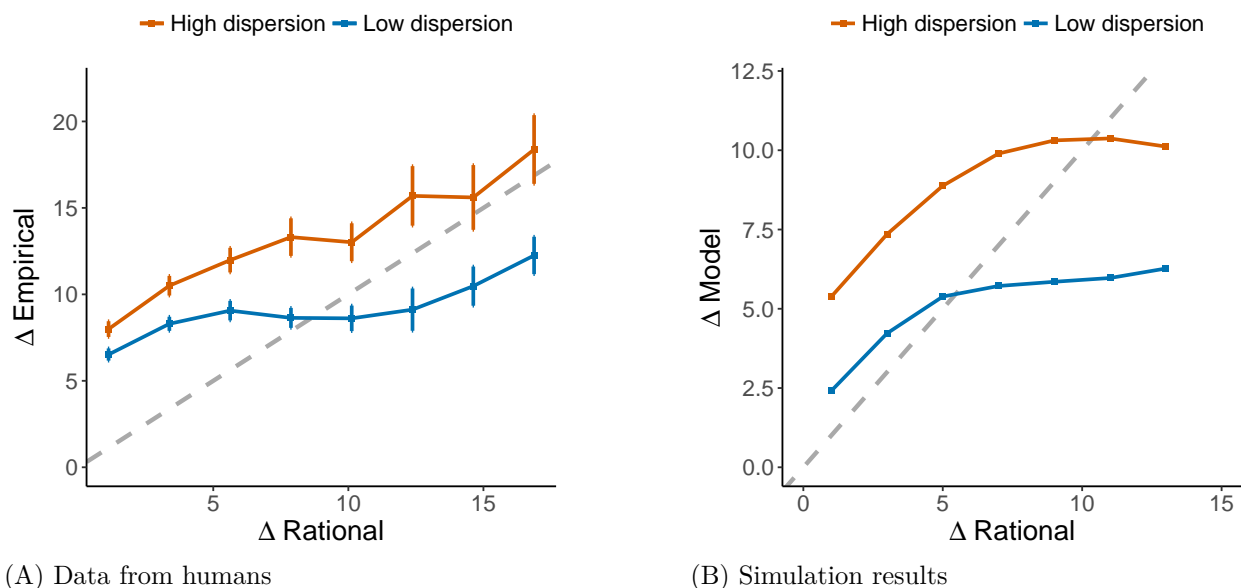 High dispersion Low dispersion
20
15
10
5
0
5 10 15
Δ Empirical
Δ Rational
(A) Data from humans
High dispersion Low dispersion
12.5
10.0
7.5
5.0
2.5
0.0
0 5 10 15
Δ Model
Δ Rational
(B) Simulation results